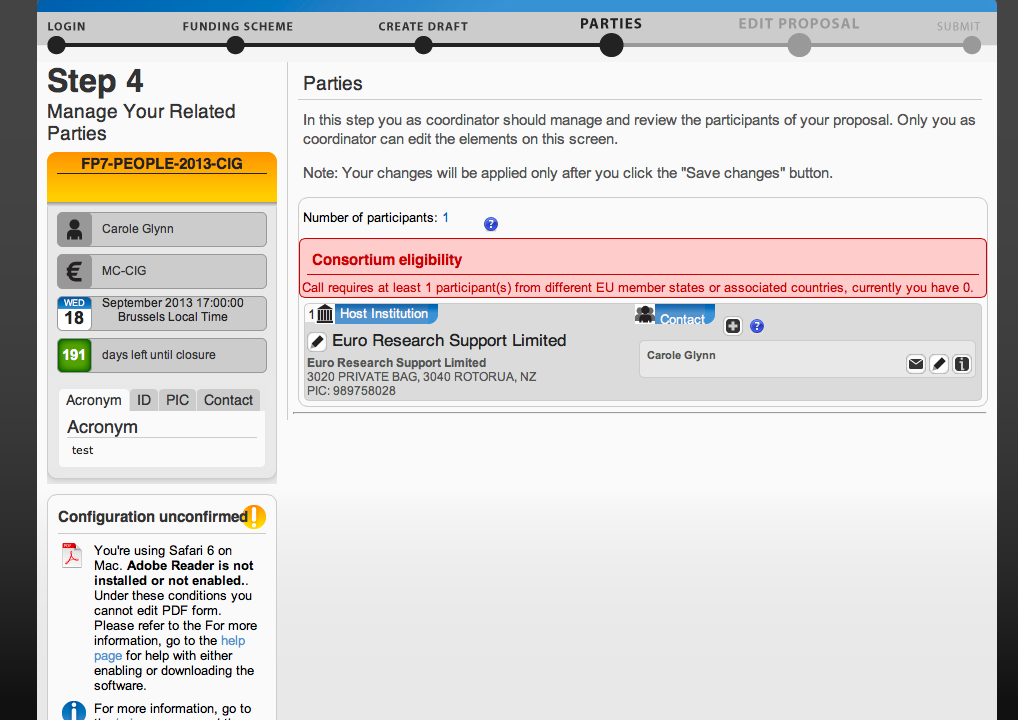 LOGIN
FUNDING SCHEME
CREATE DRAFT
PARTIES
EDIT PROPOSAL
SUBMIT
Step 4
Manage Your Related
Parties
FP7-PEOPLE-2013-CIG
Carole Glynn
€
MC-CIG
WED
18
September 2013 17:00:00
Brussels Local Time
191
days left until closure
Acronym ID PIC Contact
Acronym
test
Configuration unconfirmed!
You're using Safari 6 on
Mac. Adobe Reader is not
installed or not enabled..
Under these conditions you
cannot edit PDF form.
Please refer to the For more
information, go to the help
page for help with either
enabling or downloading the
software.
For more information, go to
Parties
In this step you as coordinator should manage and review the participants of your proposal. Only you as
coordinator can edit the elements on this screen.
Note: Your changes will be applied only after you click the "Save changes" button.
Number of participants: 1 ?
Consortium eligibility
Call requires at least 1 participant(s) from different EU member states or associated countries, currently you have 0.
1 Host Institution
Euro Research Support Limited
Euro Research Support Limited
3020 PRIVATE BAG, 3040 ROTORUA, NZ
PIC: 989758028
Contact ?
Carole Glynn